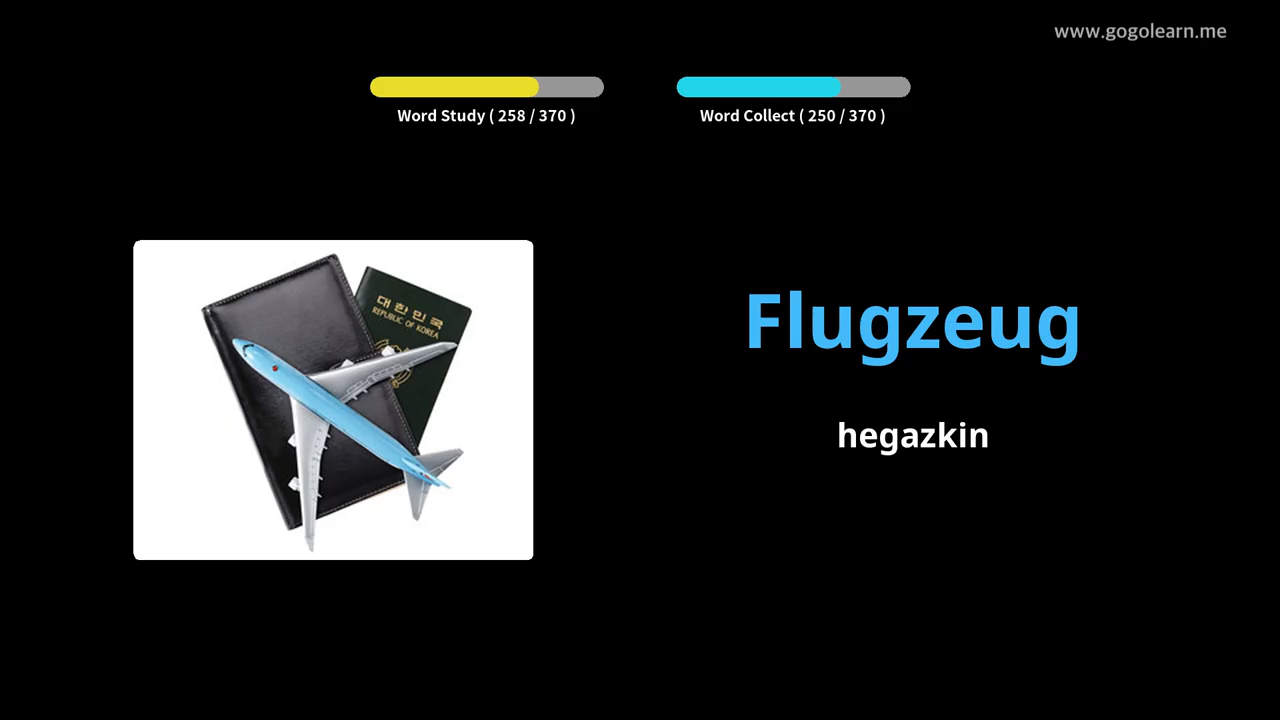 www.gogolearn.me
Word Study ( 258 / 370 )
Word Collect ( 250 / 370 )
대한민국
REPUBLIC OF KOREA
Flugzeug
hegazkin